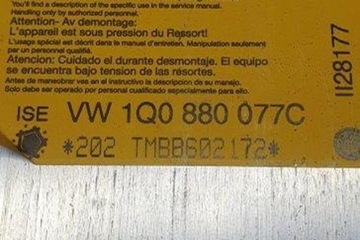 You'll find a description of the specific use in the service manual.
Handling only by authorized personnel.
Attention- Av demontage:
L'appareil est sous pression du Ressort!
L'usage spécial est décrit dans le manuel d'entretien, Manipulation seulement
par un personnel qualifié.
Atencion: Cuidado el durante desmontaje. El equipo
se encuentra bajo tension de las résortes.
Antes de maneobrar vea en el instructivo la descripción de su manejo.
Solo debe ser operado por personal cualificado especialmente para ello.
II28177
ISE VW 1Q0 880 077C
*202 TMBB602172*